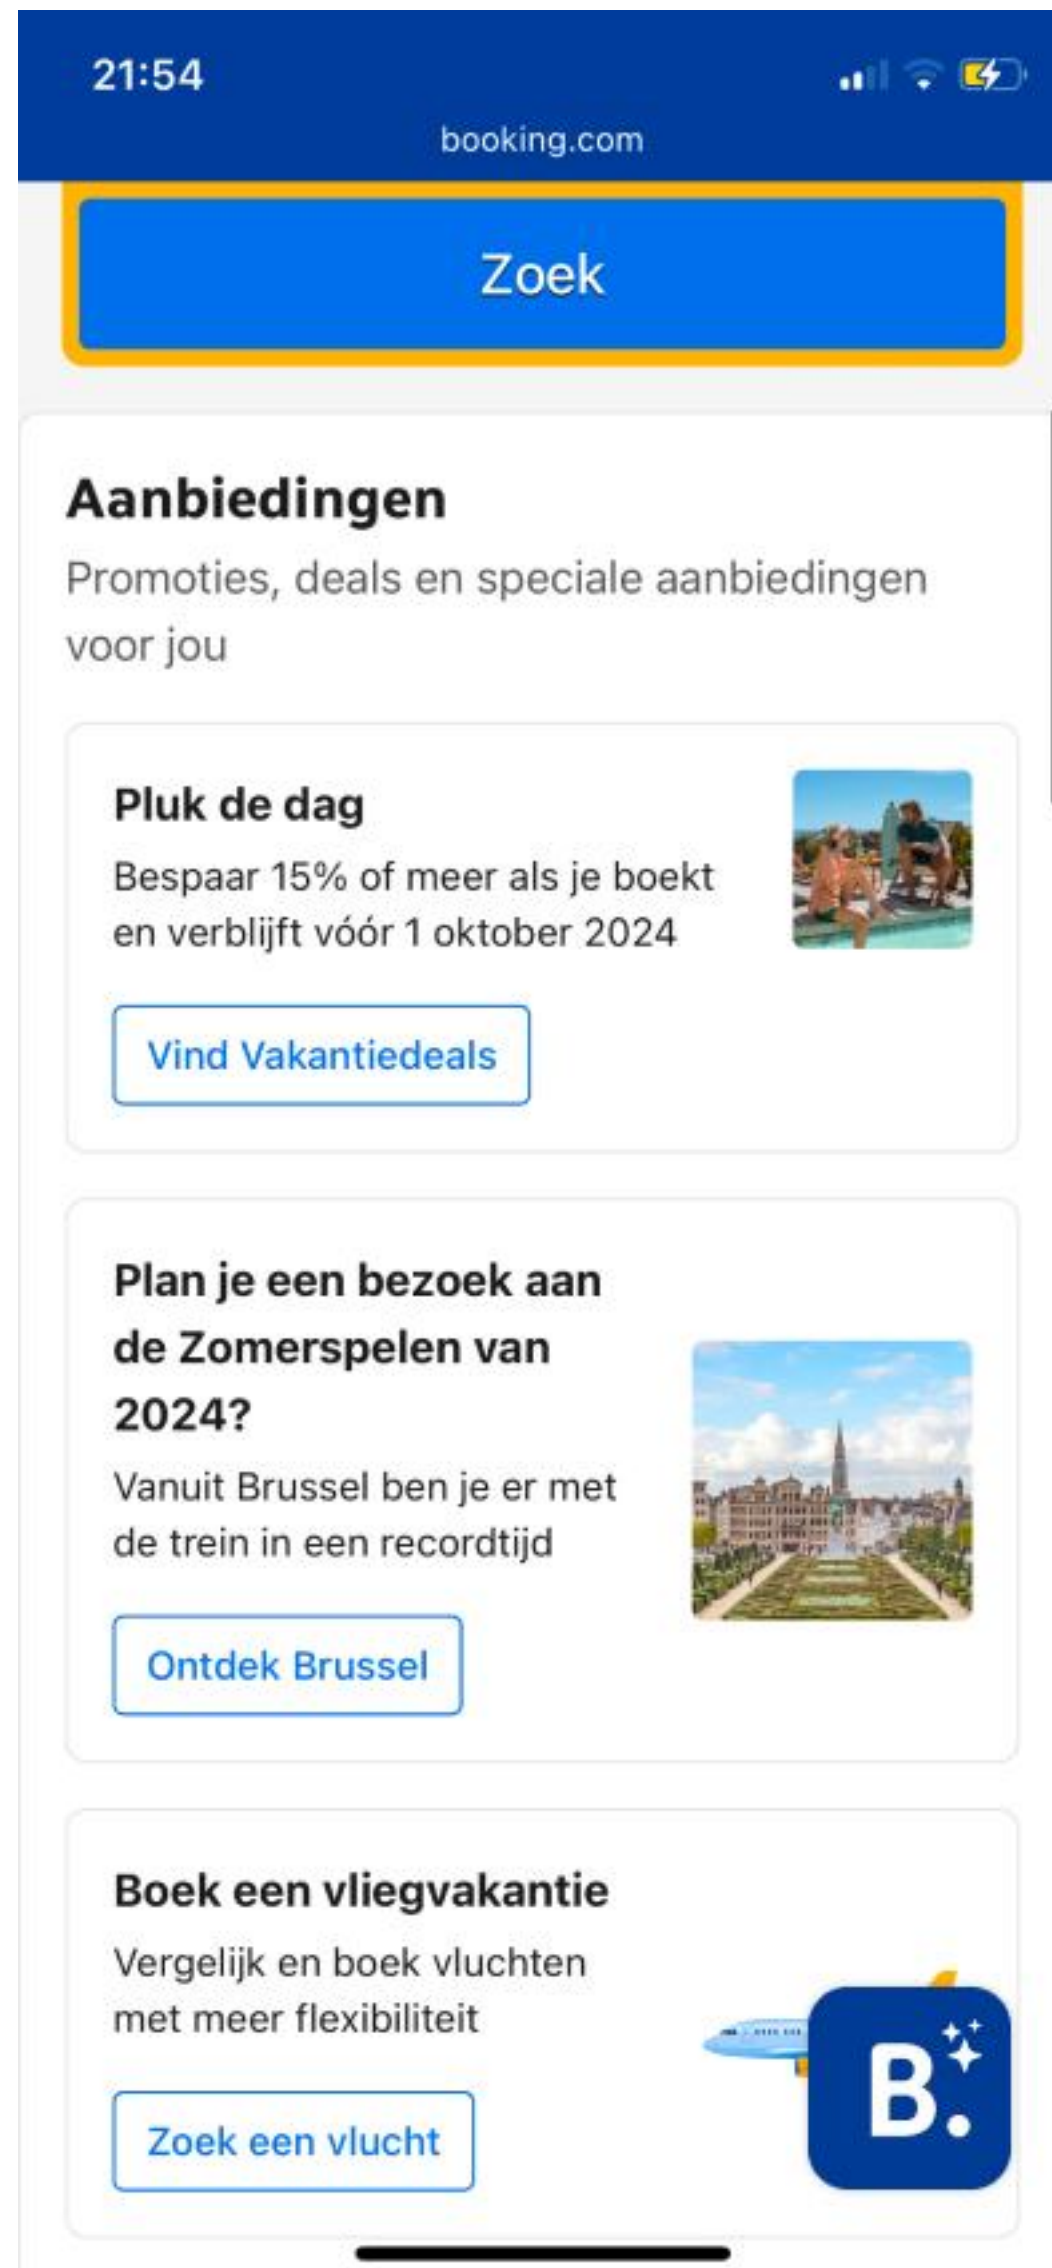 21:54
booking.com
Zoek
Aanbiedingen
Promoties, deals en speciale aanbiedingen
voor jou
Pluk de dag
Bespaar 15% of meer als je boekt
en verblijft vóór 1 oktober 2024
Vind Vakantiedeals
Plan je een bezoek aan
de Zomerspelen van
2024?
Vanuit Brussel ben je er met
de trein in een recordtijd
Ontdek Brussel
Boek een vliegvakantie
Vergelijk en boek vluchten
met meer flexibiliteit
Zoek een vlucht
B.